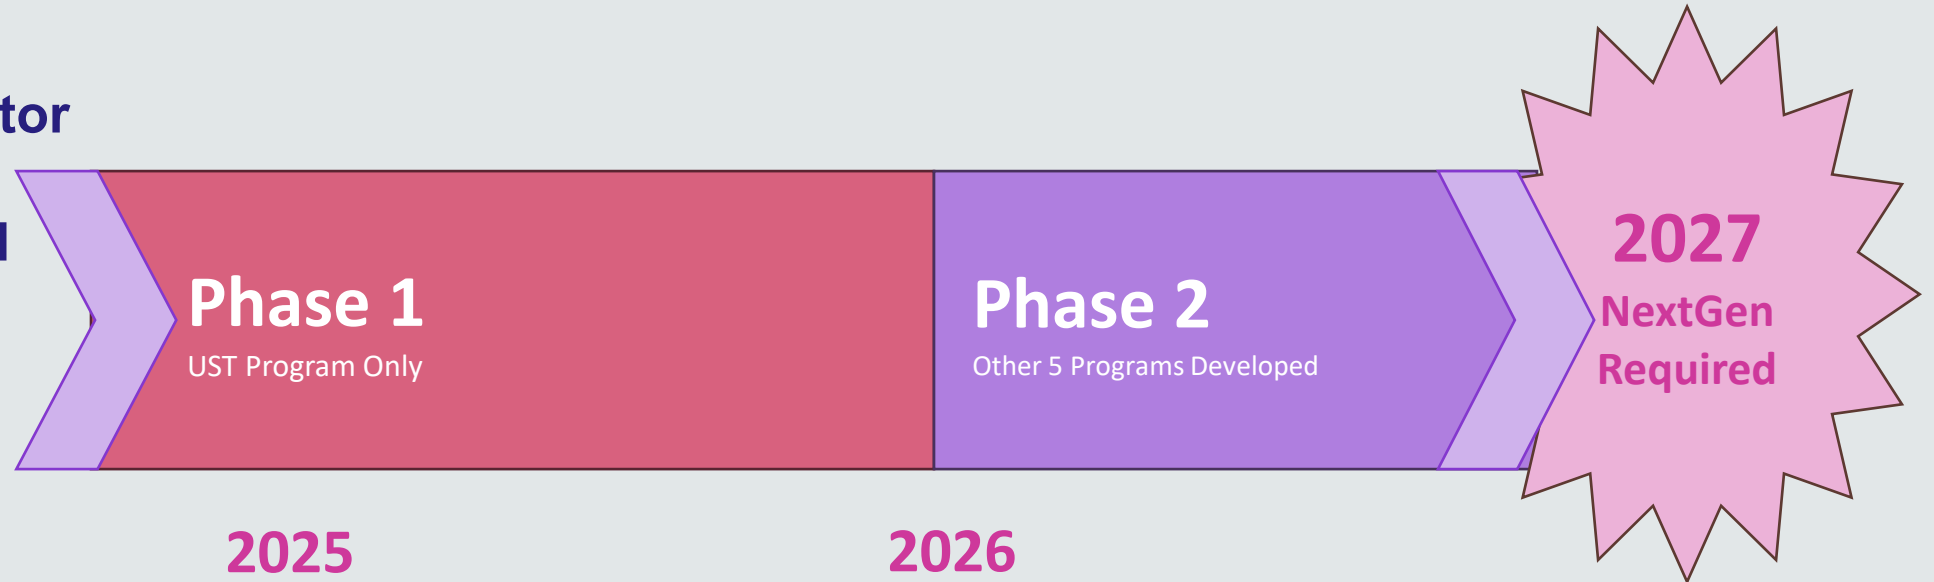 tor
Phase 1
UST Program Only
Phase 2
Other 5 Programs Developed
2027
NextGen
Required
2025
2026